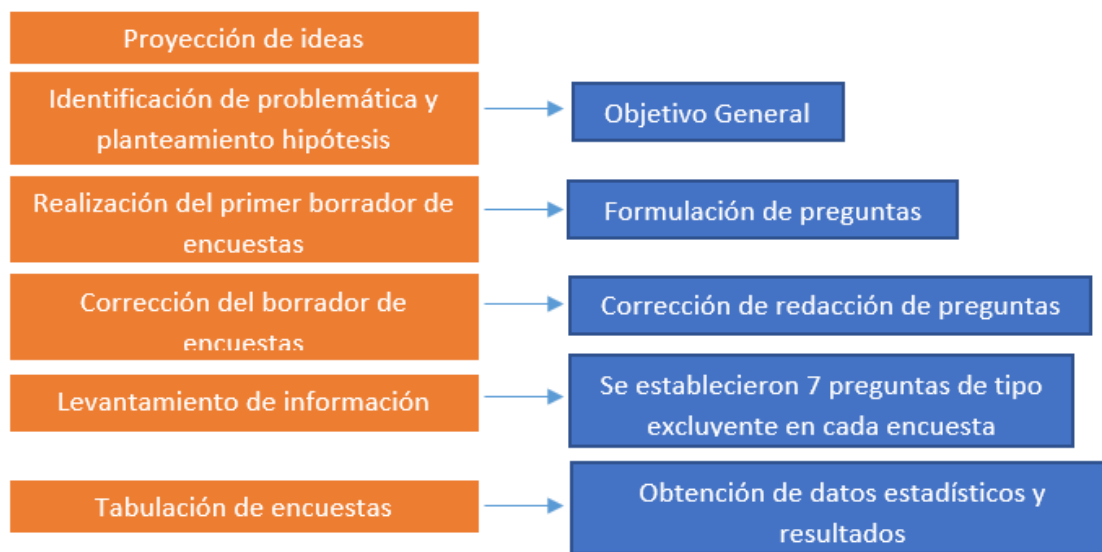 Proyección de ideas
Identificación de problemática y
planteamiento hipótesis
Objetivo General
Realización del primer borrador de
encuestas
Formulación de preguntas
Corrección del borrador de
encuestas
Corrección de redacción de preguntas
Levantamiento de información
Se establecieron 7 preguntas de tipo
excluyente en cada encuesta
Tabulación de encuestas
Obtención de datos estadísticos y
resultados